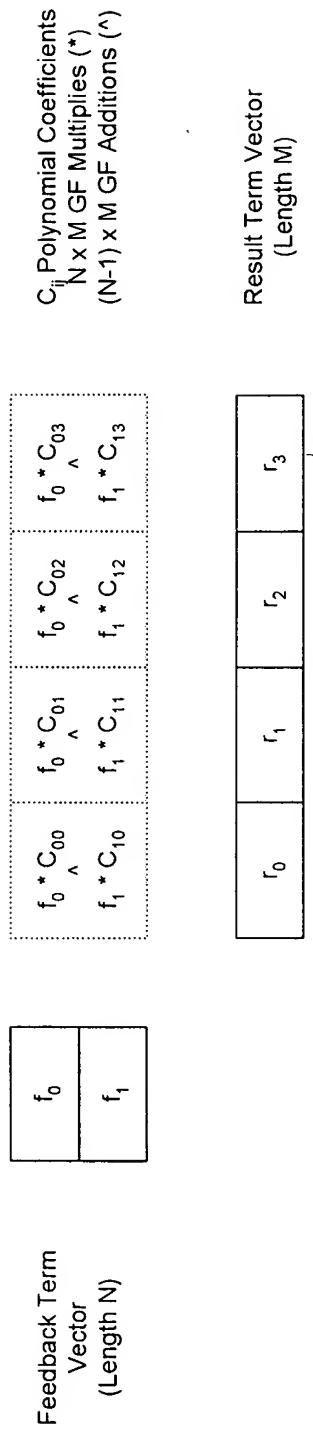 Feedback Term
Vector
(Length N)
f₀
f₁
f₀ * C₀₀
^
f₁ * C₁₀
f₀ * C₀₁
^
f₁ * C₁₁
f₀ * C₀₂
^
f₁ * C₁₂
f₀ * C₀₃
^
f₁ * C₁₃
Cᵢⱼ Polynomial Coefficients
N x M GF Multiplies (*)
(N-1) x M GF Additions (^)
r₀
r₁
r₂
r₃
Result Term Vector
(Length M)